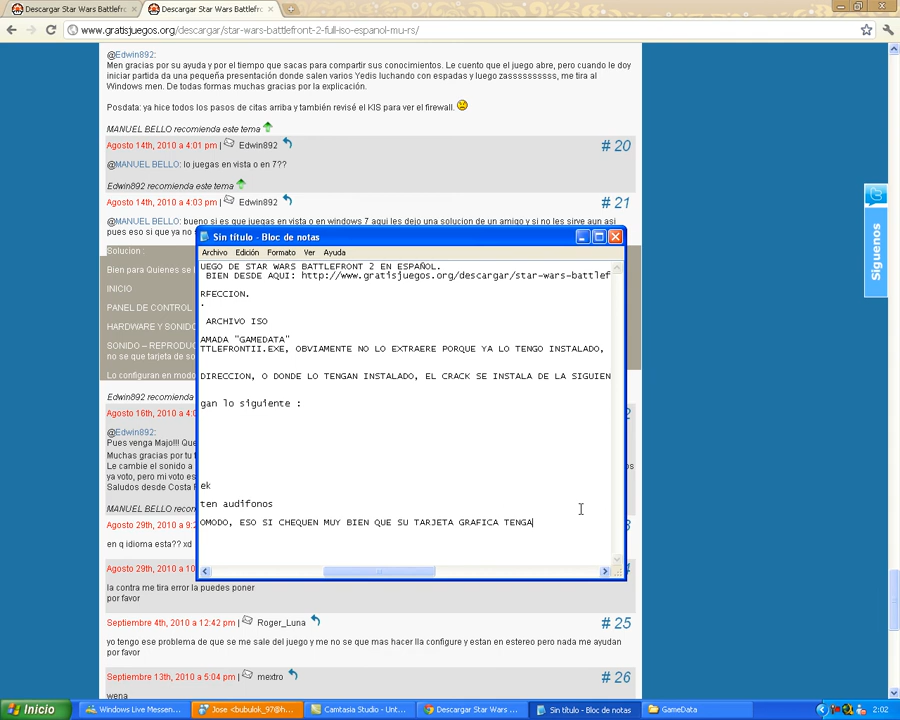 Descargar Star Wars Battlefro
Descargar Star Wars Battlefro
www.gratisjuegos.org/descargar/star-wars-battlefront-2-full-iso-espanol-mu-rs/
@Edwin892:
Men gracias por su ayuda y por el tiempo que sacas para compartir sus conocimientos. Le cuento que el juego abre, pero cuando le doy
iniciar partida da una pequeña presentación donde salen varios Yedis luchando con espadas y luego zassssssssss, me tira al
Windows men. De todas formas muchas gracias por la explicación.
Posdata: ya hice todos los pasos de citas arriba y también revisé el KIS para ver el firewall.
MANUEL BELLO recomienda este tema
Agosto 14th, 2010 a 4:01 pm | Edwin892 # 20
@MANUEL BELLO: lo juegas en vista o en 7??
Edwin892 recomienda este tema
Agosto 14th, 2010 a 4:03 pm | Edwin892 # 21
@MANUEL BELLO: bueno si es que juegas en vista o en windows 7 aqui les dejo una solucion de un amigo y si no les sirve aun asi
pues eso si que ya no s
Siguenos
Solucion :
Bien para Quienes se
INICIO
PANEL DE CONTROL
HARDWARE Y SONIDO
SONIDO – REPRODUC
no se que tarjeta de so
Lo configuran en modo
Edwin892 recomienda
Sin título - Bloc de notas
Archivo Edición Formato Ver Ayuda
UEGO DE STAR WARS BATTLEFRONT 2 EN ESPAÑOL.
BIEN DESDE AQUI: http://www.gratisjuegos.org/descargar/star-wars-battlef
RFECCION.
.
ARCHIVO ISO
AMADA "GAMEDATA"
TTLEFRONTII.EXE, OBVIAMENTE NO LO EXTRAERE PORQUE YA LO TENGO INSTALADO,
DIRECCION, O DONDE LO TENGAN INSTALADO, EL CRACK SE INSTALA DE LA SIGUIEN
gan lo siguiente :
ek
ten audifonos
OMODO, ESO SI CHEQUEN MUY BIEN QUE SU TARJETA GRAFICA TENGA
Agosto 16th, 2010 a 4:0
@Edwin892:
Pues venga Majo!!! Que
Muchas gracias por tu
Le cambie el sonido a
ya voto, pero mi voto es
Saludos desde Costa
MANUEL BELLO recom
Agosto 29th, 2010 a 9:2
en q idioma esta?? xd
Agosto 29th, 2010 a 10
la contra me tira error la puedes poner
por favor
Septiembre 4th, 2010 a 12:42 pm | Roger_Luna # 25
yo tengo ese problema de que se me sale del juego y me no se que mas hacer lla configure y estan en estereo pero nada me ayudan
por favor
Septiembre 13th, 2010 a 5:04 pm | mextro # 26
wena
Inicio Windows Live Messen... Jose <bubulok_97@h... Camtasia Studio - Unt... Descargar Star Wars ... Sin título - Bloc de notas GameData 2:02